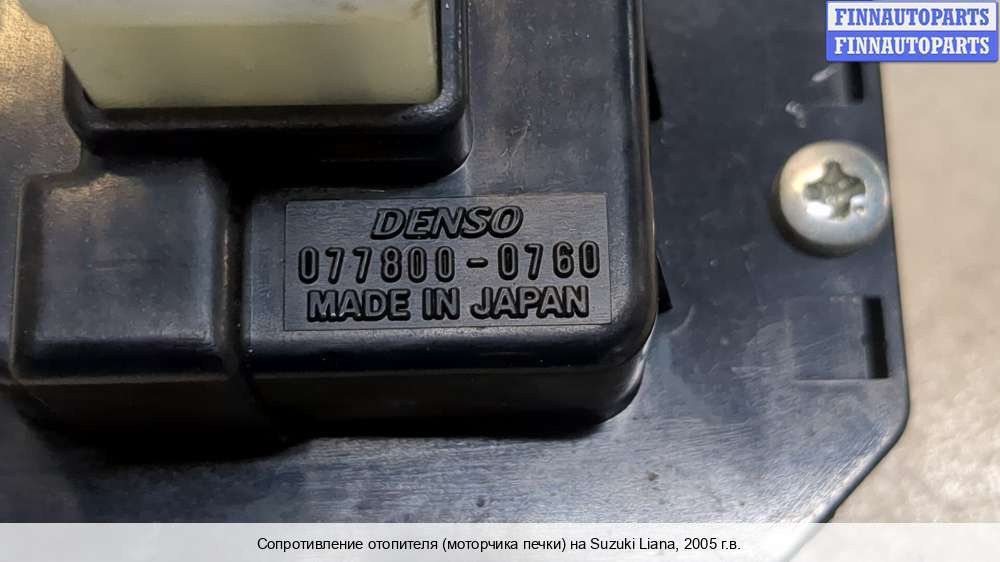 FINNAUTOPARTS
FINNAUTOPARTS
DENSO
077800-0760
MADE IN JAPAN
Сопротивление отопителя (моторчика печки) на Suzuki Liana, 2005 г.в.